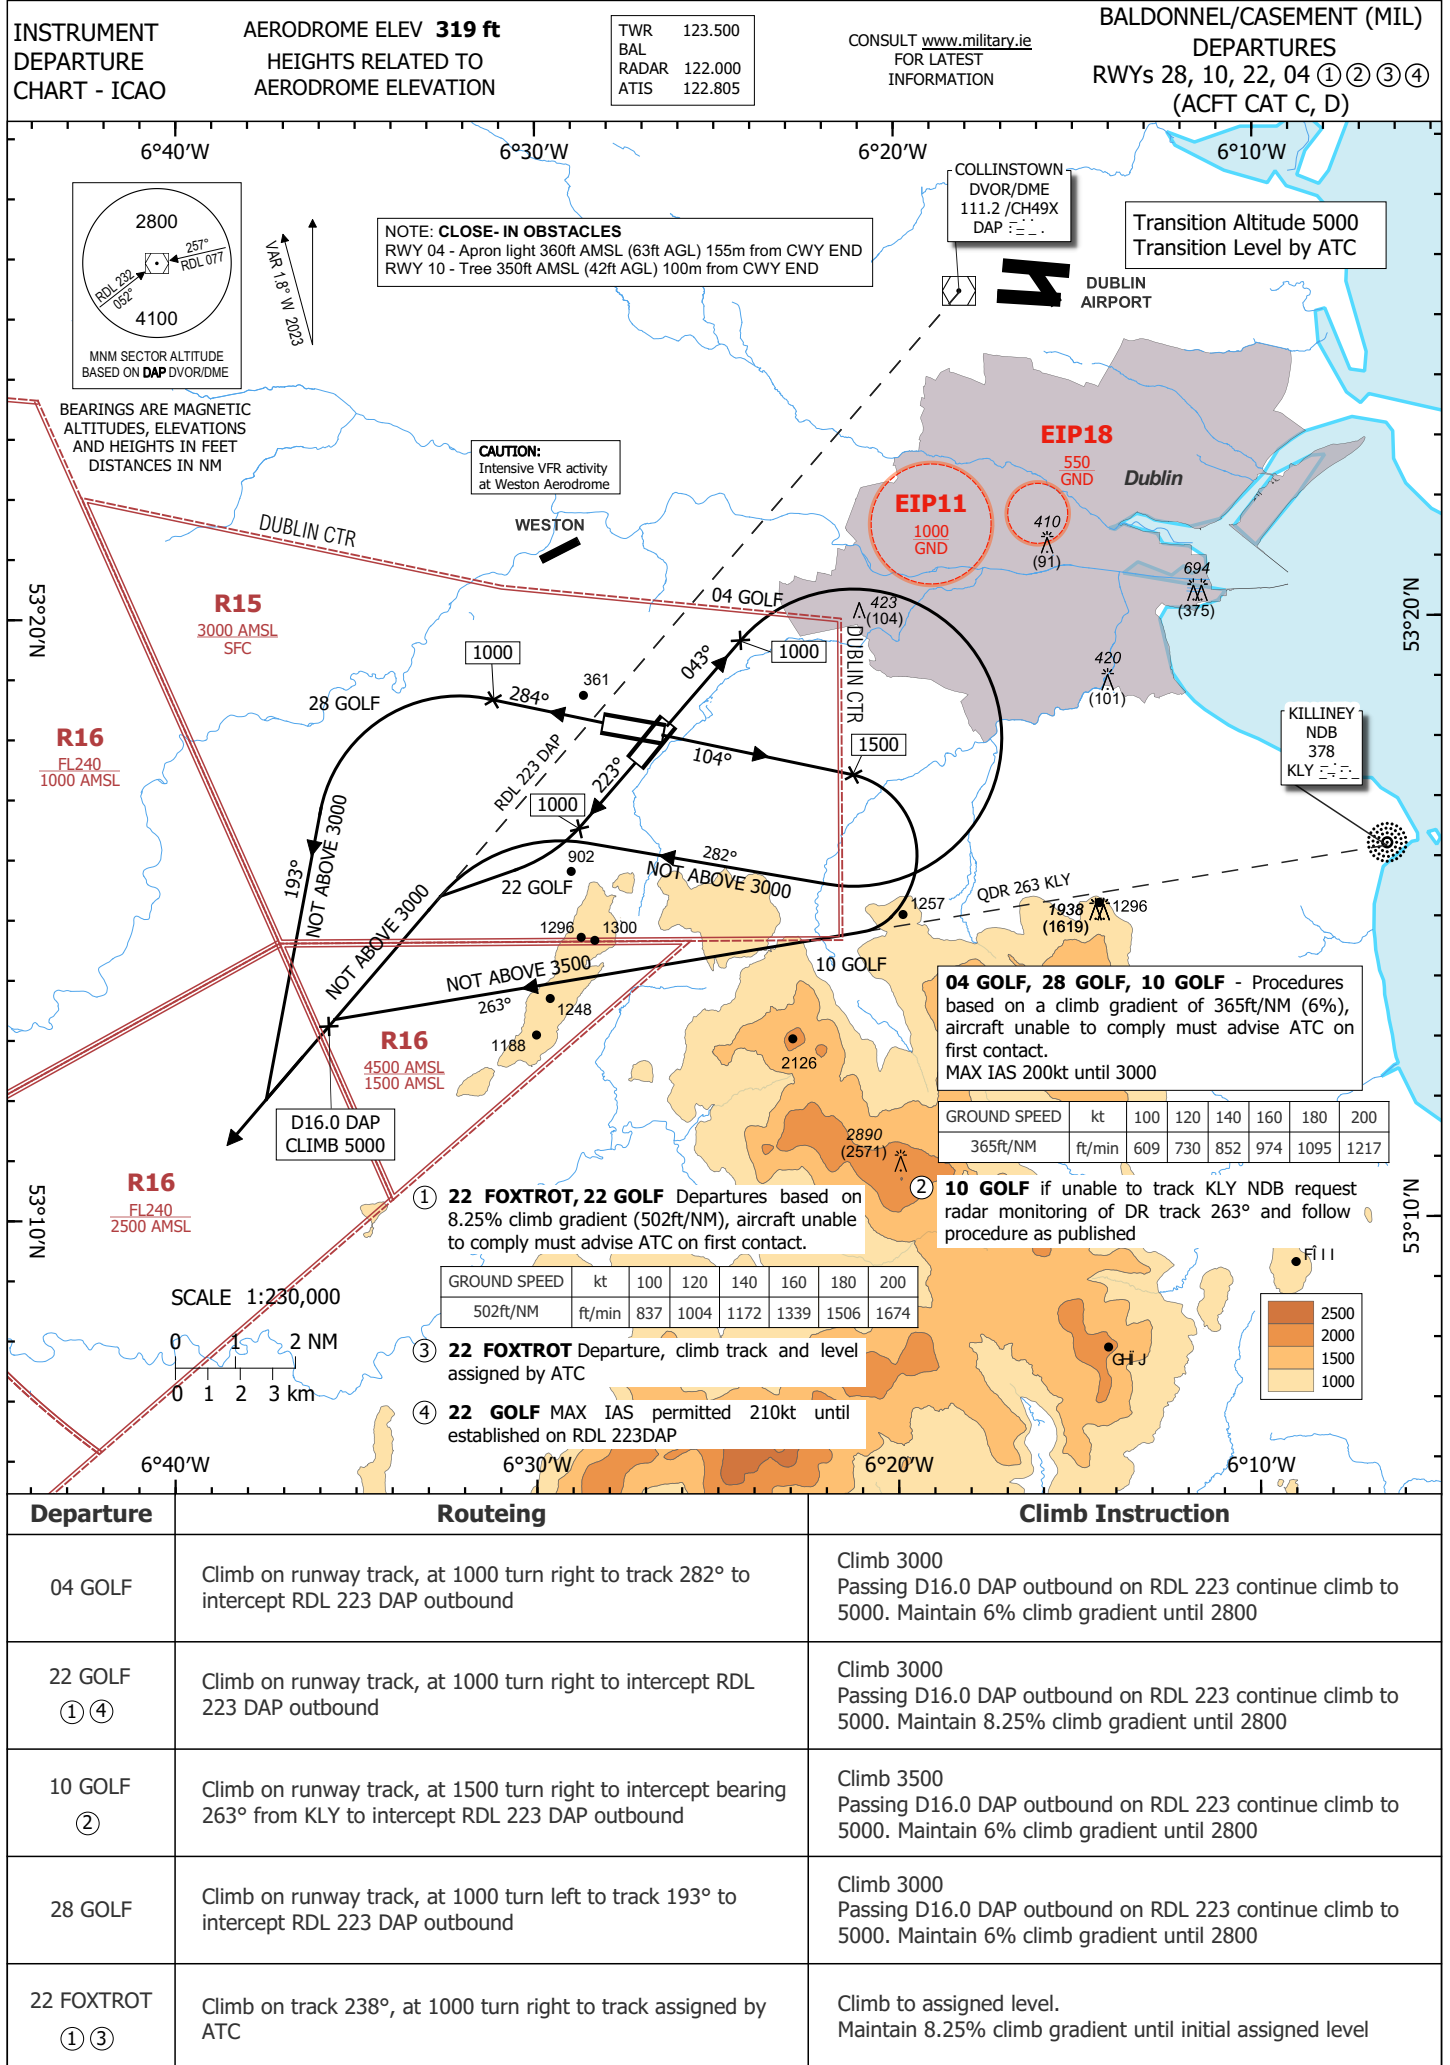 INSTRUMENT
DEPARTURE
CHART - ICAO
AERODROME ELEV 319 ft
HEIGHTS RELATED TO
AERODROME ELEVATION
TWR 123.500
BAL
RADAR 122.000
ATIS 122.805
CONSULT www.military.ie
FOR LATEST
INFORMATION
BALDONNEL/CASEMENT (MIL)
DEPARTURES
RWYs 28, 10, 22, 04 ① ② ③ ④
(ACFT CAT C, D)
6°40'W
6°30'W
6°20'W
6°10'W
2800
257°
RDL 077
RDL 232
052°
4100
MNM SECTOR ALTITUDE
BASED ON DAP DVOR/DME
VAR 1.8° W 2023
BEARINGS ARE MAGNETIC
ALTITUDES, ELEVATIONS
AND HEIGHTS IN FEET
DISTANCES IN NM
NOTE: CLOSE- IN OBSTACLES
RWY 04 - Apron light 360ft AMSL (63ft AGL) 155m from CWY END
RWY 10 - Tree 350ft AMSL (42ft AGL) 100m from CWY END
COLLINSTOWN
DVOR/DME
111.2 /CH49X
DAP
Transition Altitude 5000
Transition Level by ATC
DUBLIN
AIRPORT
CAUTION:
Intensive VFR activity
at Weston Aerodrome
WESTON
DUBLIN CTR
EIP18
550
GND
Dublin
EIP11
1000
GND
410
(91)
694
(375)
423
(104)
420
(101)
53°20'N
53°20'N
R15
3000 AMSL
SFC
04 GOLF
043°
1000
DUBLIN CTR
1000
284°
361
28 GOLF
R16
FL240
1000 AMSL
KILLINEY
NDB
378
KLY
1500
104°
RDL 223 DAP
223°
1000
193°
NOT ABOVE 3000
902
22 GOLF
282°
NOT ABOVE 3000
NOT ABOVE 3000
QDR 263 KLY
1257
1938
(1619)
1296
1296
1300
10 GOLF
NOT ABOVE 3500
263°
1248
1188
R16
4500 AMSL
1500 AMSL
2126
2890
(2571)
04 GOLF, 28 GOLF, 10 GOLF - Procedures
based on a climb gradient of 365ft/NM (6%),
aircraft unable to comply must advise ATC on
first contact.
MAX IAS 200kt until 3000
GROUND SPEED kt 100 120 140 160 180 200
365ft/NM ft/min 609 730 852 974 1095 1217
D16.0 DAP
CLIMB 5000
R16
FL240
2500 AMSL
53°10'N
53°10'N
① 22 FOXTROT, 22 GOLF Departures based on
8.25% climb gradient (502ft/NM), aircraft unable
to comply must advise ATC on first contact.
② 10 GOLF if unable to track KLY NDB request
radar monitoring of DR track 263° and follow
procedure as published
GROUND SPEED kt 100 120 140 160 180 200
502ft/NM ft/min 837 1004 1172 1339 1506 1674
SCALE 1:230,000
0 1 2 NM
0 1 2 3 km
③ 22 FOXTROT Departure, climb track and level
assigned by ATC
④ 22 GOLF MAX IAS permitted 210kt until
established on RDL 223DAP
2500
2000
1500
1000
6°40'W
6°30'W
6°20'W
6°10'W
Departure Routeing Climb Instruction
04 GOLF
Climb on runway track, at 1000 turn right to track 282° to
intercept RDL 223 DAP outbound
Climb 3000
Passing D16.0 DAP outbound on RDL 223 continue climb to
5000. Maintain 6% climb gradient until 2800
22 GOLF
① ④
Climb on runway track, at 1000 turn right to intercept RDL
223 DAP outbound
Climb 3000
Passing D16.0 DAP outbound on RDL 223 continue climb to
5000. Maintain 8.25% climb gradient until 2800
10 GOLF
②
Climb on runway track, at 1500 turn right to intercept bearing
263° from KLY to intercept RDL 223 DAP outbound
Climb 3500
Passing D16.0 DAP outbound on RDL 223 continue climb to
5000. Maintain 6% climb gradient until 2800
28 GOLF
Climb on runway track, at 1000 turn left to track 193° to
intercept RDL 223 DAP outbound
Climb 3000
Passing D16.0 DAP outbound on RDL 223 continue climb to
5000. Maintain 6% climb gradient until 2800
22 FOXTROT
① ③
Climb on track 238°, at 1000 turn right to track assigned by
ATC
Climb to assigned level.
Maintain 8.25% climb gradient until initial assigned level